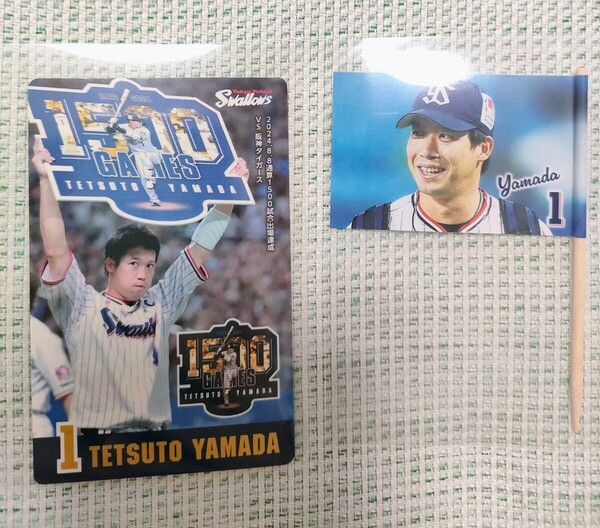 Tokyo Yakult
Swallows
1500
GAMES
TETSUTO YAMADA
2024.8.8通算1500試合出場達成
VS 阪神タイガース
Swallows
1500
GAMES
TETSUTO YAMADA
1 TETSUTO YAMADA
Yamada
1